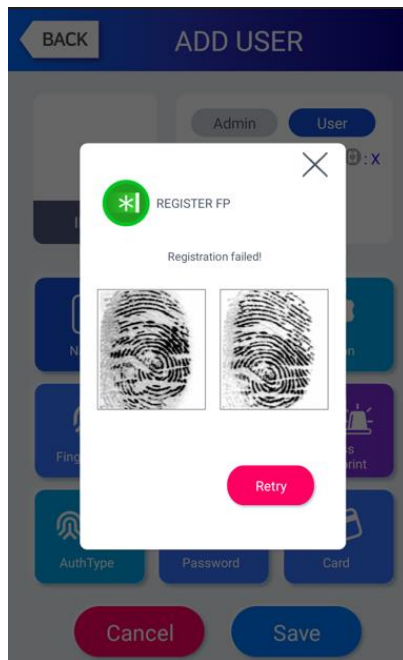 BACK
ADD USER
Admin
User
: X
REGISTER FP
Registration failed!
Retry
AuthType
Password
Card
Cancel
Save